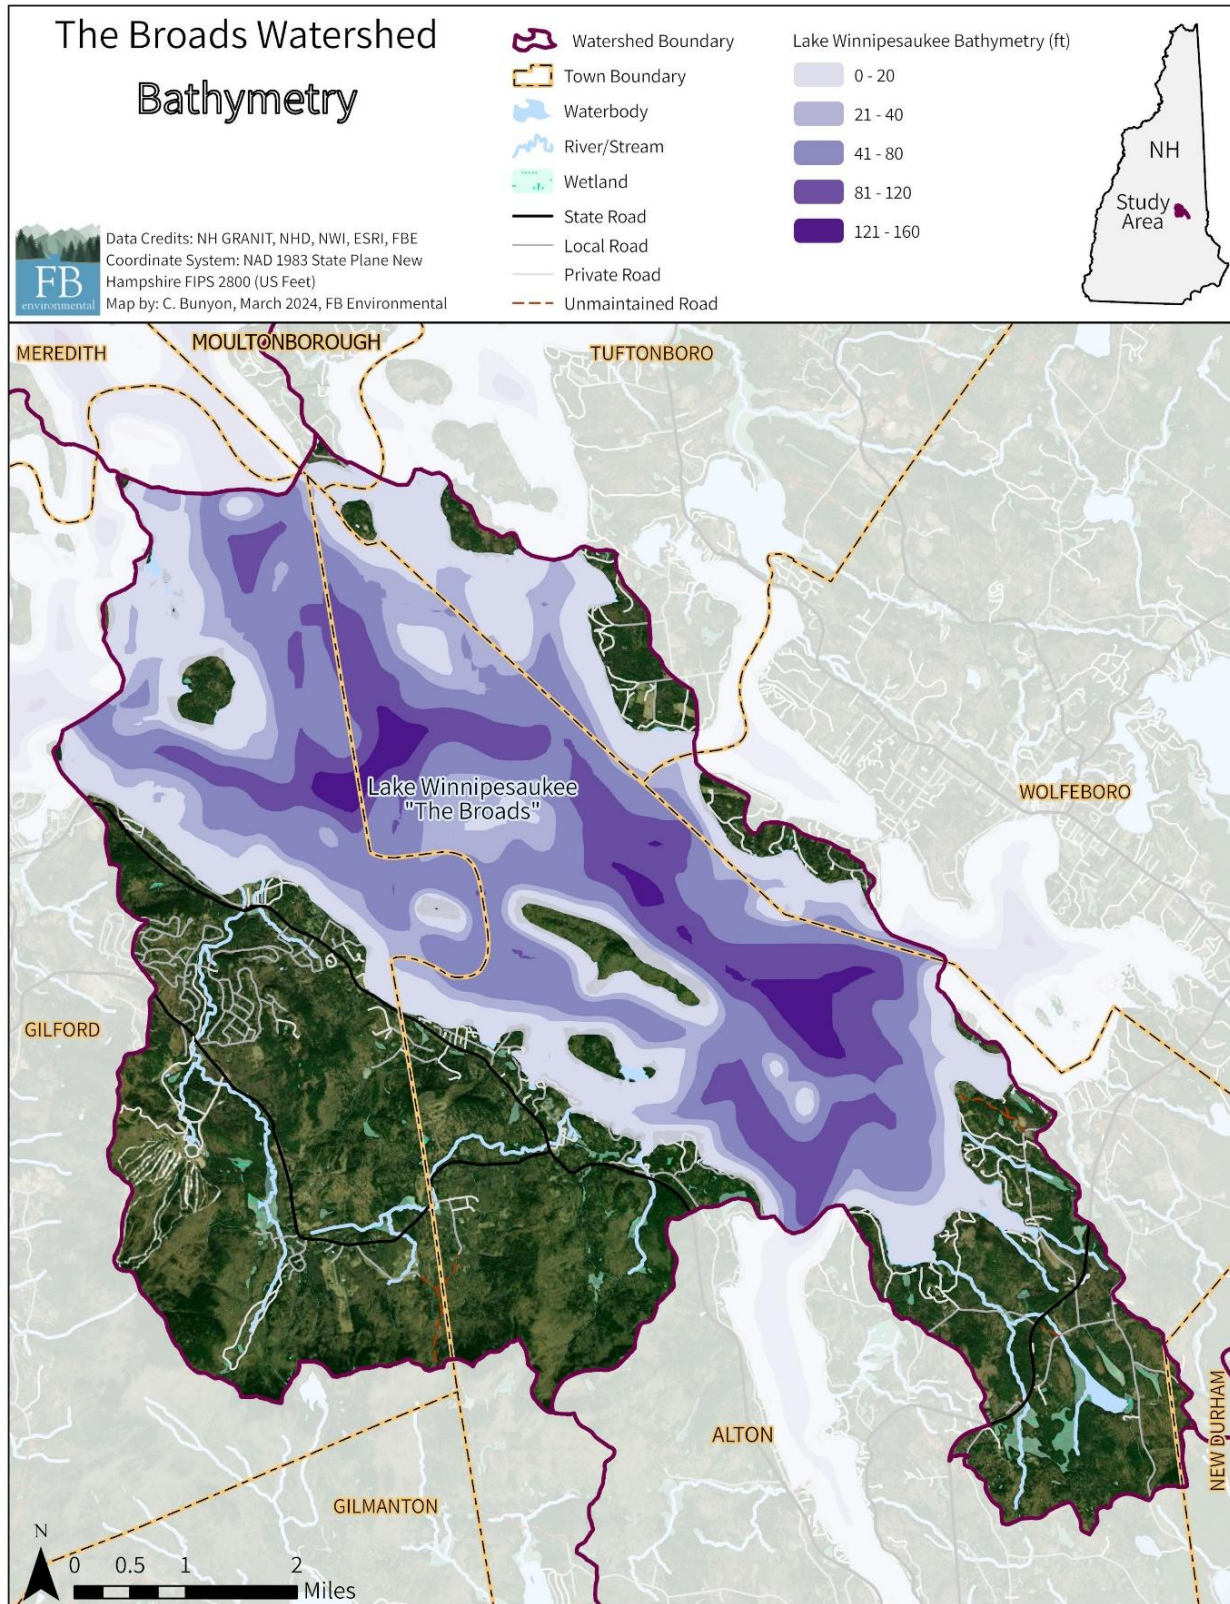 The Broads Watershed
Bathymetry
FB
environmental
Data Credits: NH GRANIT, NHD, NWI, ESRI, FBE
Coordinate System: NAD 1983 State Plane New
Hampshire FIPS 2800 (US Feet)
Map by: C. Bunyon, March 2024, FB Environmental
Watershed Boundary
Town Boundary
Waterbody
River/Stream
Wetland
State Road
Local Road
Private Road
Unmaintained Road
Lake Winnipesaukee Bathymetry (ft)
0 - 20
21 - 40
41 - 80
81 - 120
121 - 160
NH
Study
Area
MEREDITH
MOULTONBOROUGH
TUFTONBORO
Lake Winnipesaukee
"The Broads"
WOLFEBORO
GILFORD
ALTON
NEW DURHAM
GILMANTON
N
0 0.5 1 2
Miles